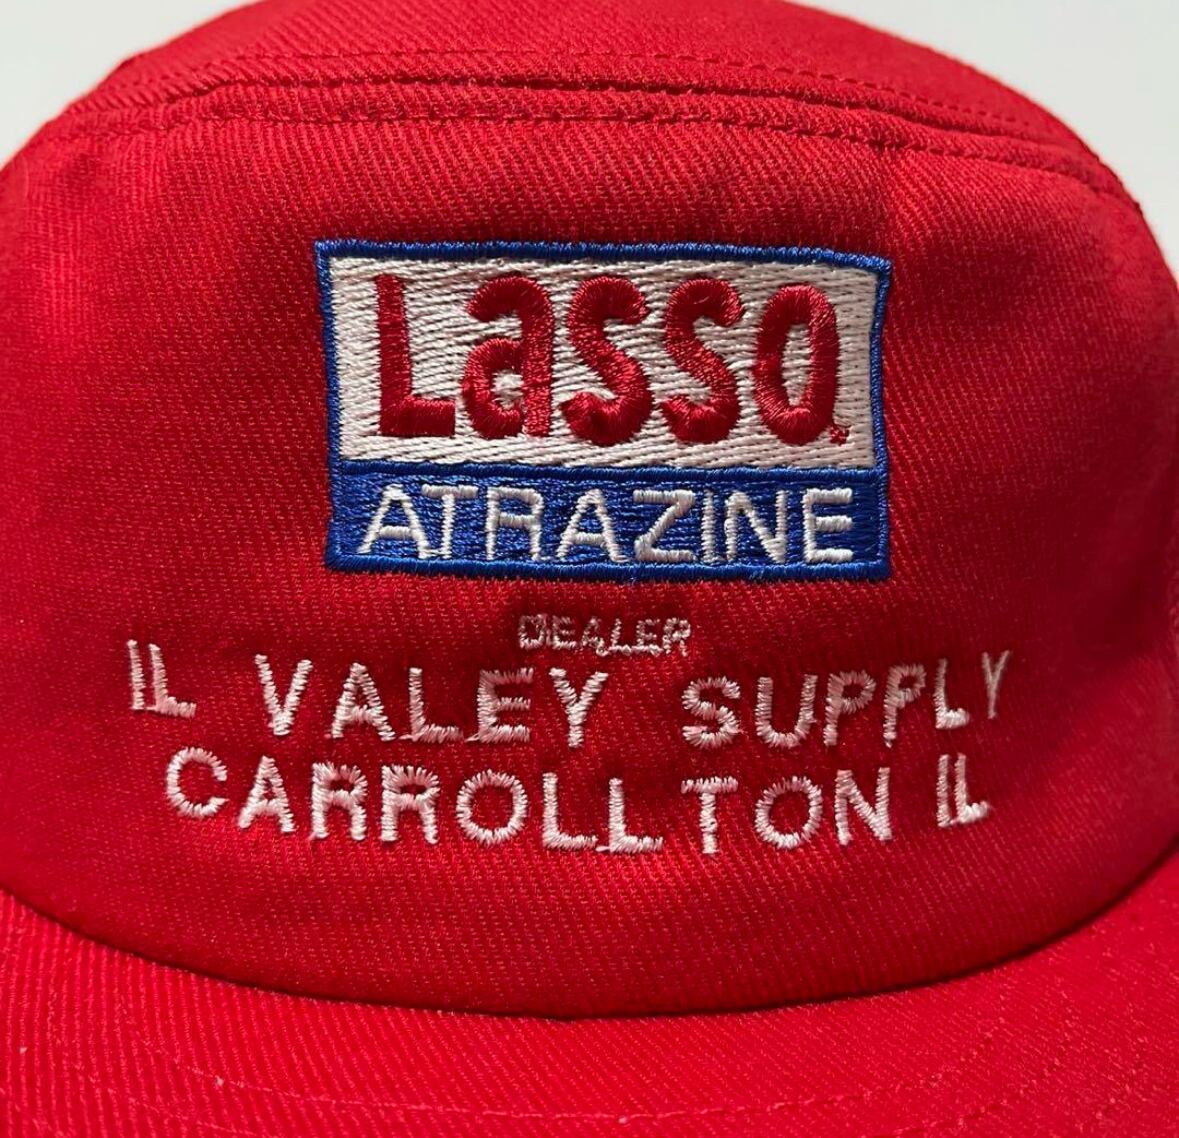 Lasso
ATRAZINE
DEALER
IL VALEY SUPPLY
CARROLLTON IL